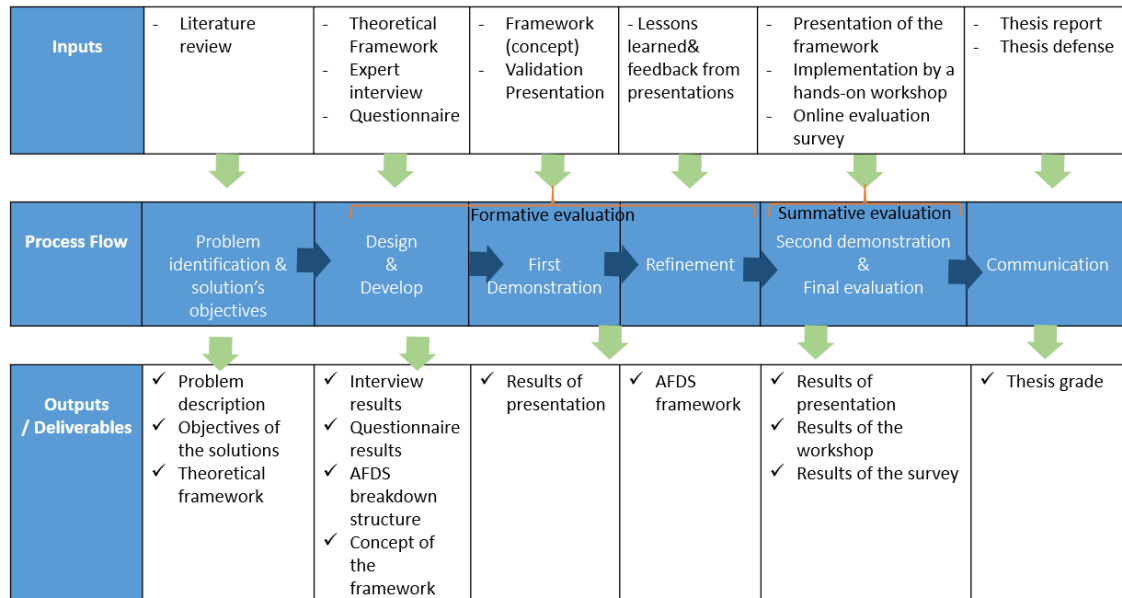 Inputs
- Literature
review
- Theoretical
Framework
- Expert
interview
- Questionnaire
- Framework
(concept)
- Validation
Presentation
- Lessons
learned&
feedback from
presentations
- Presentation of the
framework
- Implementation by a
hands-on workshop
- Online evaluation
survey
- Thesis report
- Thesis defense
Process Flow
Formative evaluation
Summative evaluation
Problem
identification &
solution's
objectives
Design
&
Develop
First
Demonstration
Refinement
Second demonstration
&
Final evaluation
Communication
Outputs
/ Deliverables
✓ Problem
description
✓ Objectives of
the solutions
✓ Theoretical
framework
✓ Interview
results
✓ Questionnaire
results
✓ AFDS
breakdown
structure
✓ Concept of
the
framework
✓ Results of
presentation
✓ AFDS
framework
✓ Results of
presentation
✓ Results of the
workshop
✓ Results of the survey
✓ Thesis grade